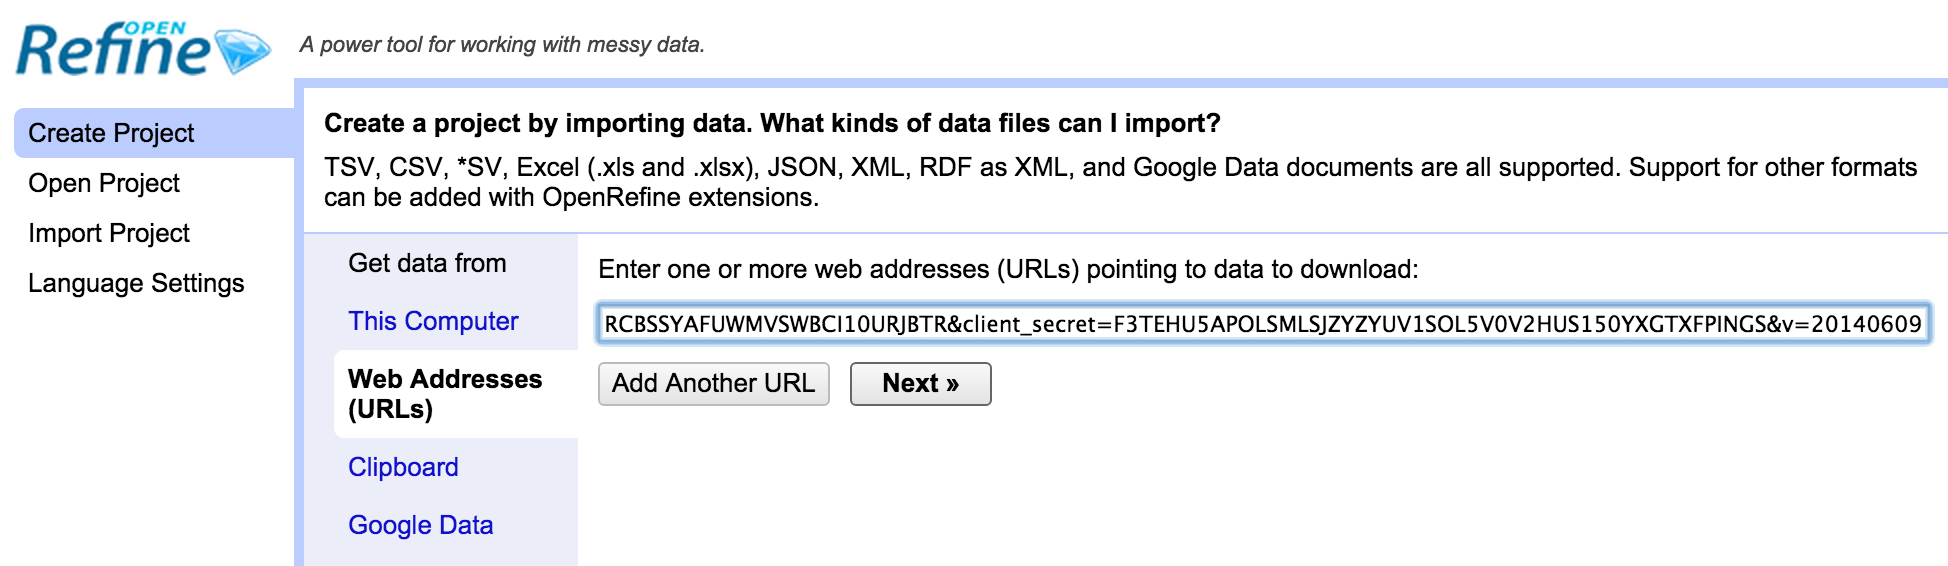 OPEN
Refine
A power tool for working with messy data.
Create Project
Open Project
Import Project
Language Settings
Create a project by importing data. What kinds of data files can I import?
TSV, CSV, *SV, Excel (.xls and .xlsx), JSON, XML, RDF as XML, and Google Data documents are all supported. Support for other formats
can be added with OpenRefine extensions.
Get data from
This Computer
Web Addresses
(URLs)
Clipboard
Google Data
Enter one or more web addresses (URLs) pointing to data to download:
RCBSSYAFUWMVSWBCI10URJBTR&client_secret=F3TEHU5APOLSMLSJZYZYUV1SOL5V0V2HUS150YXGTXFPINGS&v=20140609
Add Another URL
Next »